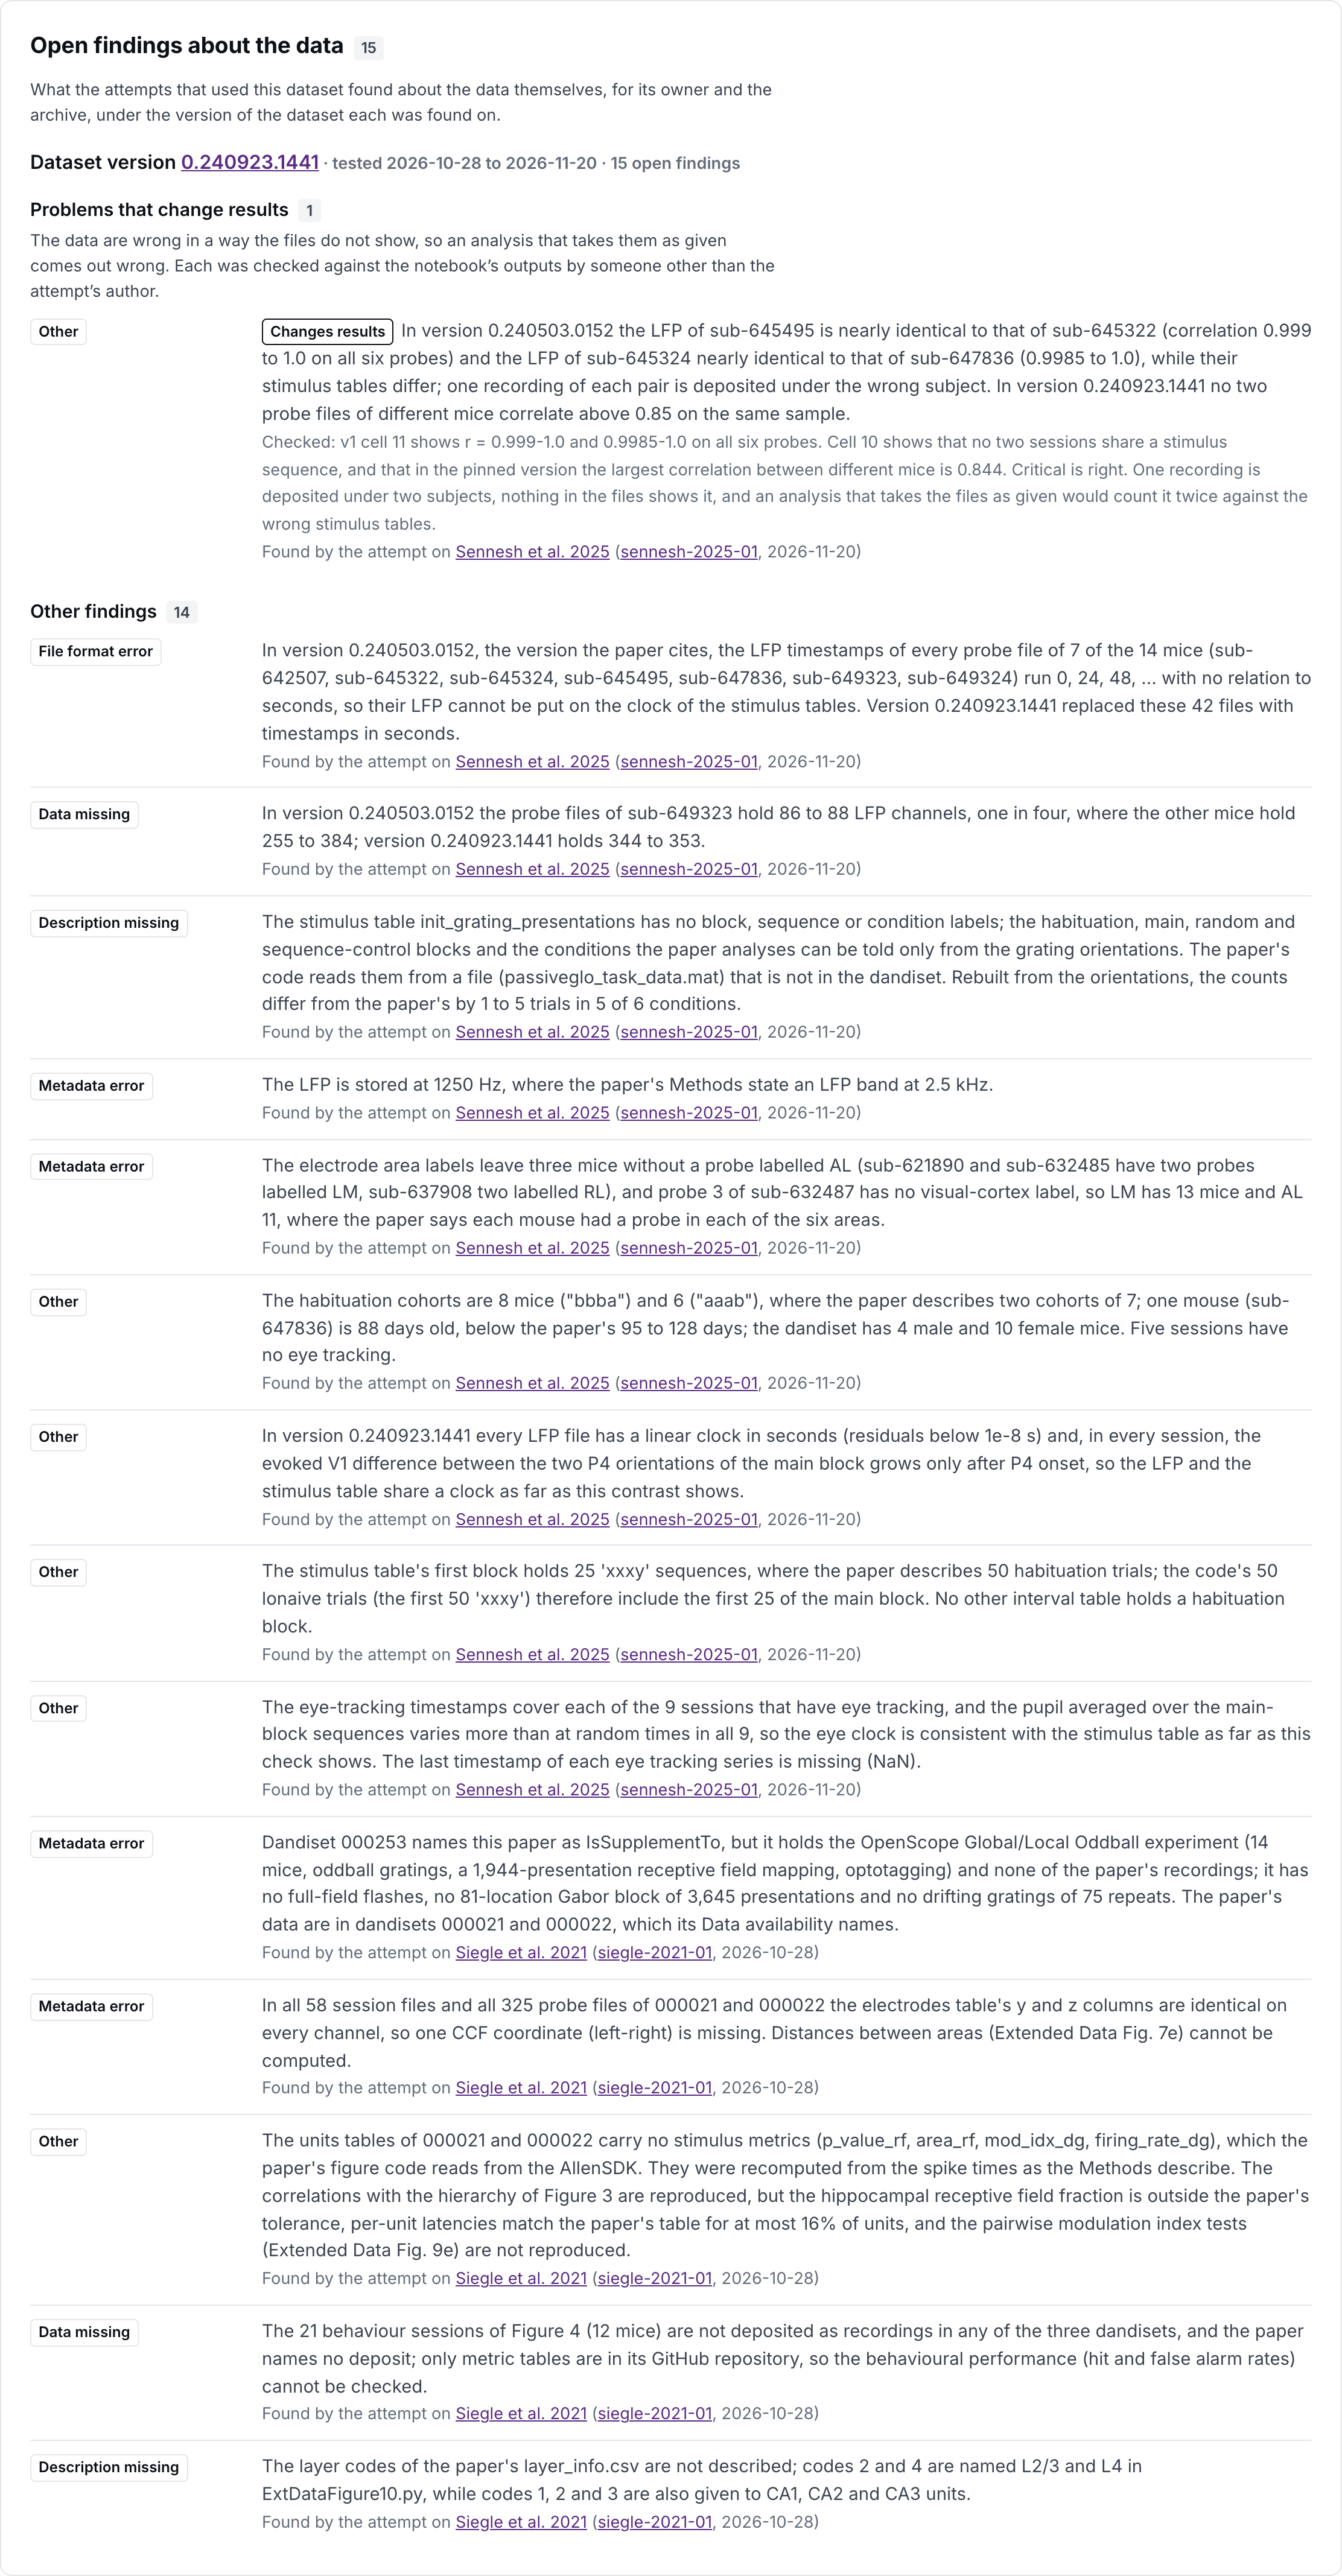 Open findings about the data 15
What the attempts that used this dataset found about the data themselves, for its owner and the
archive, under the version of the dataset each was found on.
Dataset version 0.240923.1441 · tested 2026-10-28 to 2026-11-20 · 15 open findings
Problems that change results 1
The data are wrong in a way the files do not show, so an analysis that takes them as given
comes out wrong. Each was checked against the notebook’s outputs by someone other than the
attempt’s author.
Other
Changes results In version 0.240503.0152 the LFP of sub-645495 is nearly identical to that of sub-645322 (correlation 0.999
to 1.0 on all six probes) and the LFP of sub-645324 nearly identical to that of sub-647836 (0.9985 to 1.0), while their
stimulus tables differ; one recording of each pair is deposited under the wrong subject. In version 0.240923.1441 no two
probe files of different mice correlate above 0.85 on the same sample.
Checked: v1 cell 11 shows r = 0.999-1.0 and 0.9985-1.0 on all six probes. Cell 10 shows that no two sessions share a stimulus
sequence, and that in the pinned version the largest correlation between different mice is 0.844. Critical is right. One recording is
deposited under two subjects, nothing in the files shows it, and an analysis that takes the files as given would count it twice against the
wrong stimulus tables.
Found by the attempt on Sennesh et al. 2025 (sennesh-2025-01, 2026-11-20)
Other findings 14
File format error
In version 0.240503.0152, the version the paper cites, the LFP timestamps of every probe file of 7 of the 14 mice (sub-
642507, sub-645322, sub-645324, sub-645495, sub-647836, sub-649323, sub-649324) run 0, 24, 48, ... with no relation to
seconds, so their LFP cannot be put on the clock of the stimulus tables. Version 0.240923.1441 replaced these 42 files with
timestamps in seconds.
Found by the attempt on Sennesh et al. 2025 (sennesh-2025-01, 2026-11-20)
Data missing
In version 0.240503.0152 the probe files of sub-649323 hold 86 to 88 LFP channels, one in four, where the other mice hold
255 to 384; version 0.240923.1441 holds 344 to 353.
Found by the attempt on Sennesh et al. 2025 (sennesh-2025-01, 2026-11-20)
Description missing
The stimulus table init_grating_presentations has no block, sequence or condition labels; the habituation, main, random and
sequence-control blocks and the conditions the paper analyses can be told only from the grating orientations. The paper's
code reads them from a file (passiveglo_task_data.mat) that is not in the dandiset. Rebuilt from the orientations, the counts
differ from the paper's by 1 to 5 trials in 5 of 6 conditions.
Found by the attempt on Sennesh et al. 2025 (sennesh-2025-01, 2026-11-20)
Metadata error
The LFP is stored at 1250 Hz, where the paper's Methods state an LFP band at 2.5 kHz.
Found by the attempt on Sennesh et al. 2025 (sennesh-2025-01, 2026-11-20)
Metadata error
The electrode area labels leave three mice without a probe labelled AL (sub-621890 and sub-632485 have two probes
labelled LM, sub-637908 two labelled RL), and probe 3 of sub-632487 has no visual-cortex label, so LM has 13 mice and AL
11, where the paper says each mouse had a probe in each of the six areas.
Found by the attempt on Sennesh et al. 2025 (sennesh-2025-01, 2026-11-20)
Other
The habituation cohorts are 8 mice ("bbba") and 6 ("aaab"), where the paper describes two cohorts of 7; one mouse (sub-
647836) is 88 days old, below the paper's 95 to 128 days; the dandiset has 4 male and 10 female mice. Five sessions have
no eye tracking.
Found by the attempt on Sennesh et al. 2025 (sennesh-2025-01, 2026-11-20)
Other
In version 0.240923.1441 every LFP file has a linear clock in seconds (residuals below 1e-8 s) and, in every session, the
evoked V1 difference between the two P4 orientations of the main block grows only after P4 onset, so the LFP and the
stimulus table share a clock as far as this contrast shows.
Found by the attempt on Sennesh et al. 2025 (sennesh-2025-01, 2026-11-20)
Other
The stimulus table's first block holds 25 'xxxy' sequences, where the paper describes 50 habituation trials; the code's 50
lonaive trials (the first 50 'xxxy') therefore include the first 25 of the main block. No other interval table holds a habituation
block.
Found by the attempt on Sennesh et al. 2025 (sennesh-2025-01, 2026-11-20)
Other
The eye-tracking timestamps cover each of the 9 sessions that have eye tracking, and the pupil averaged over the main-
block sequences varies more than at random times in all 9, so the eye clock is consistent with the stimulus table as far as this
check shows. The last timestamp of each eye tracking series is missing (NaN).
Found by the attempt on Sennesh et al. 2025 (sennesh-2025-01, 2026-11-20)
Metadata error
Dandiset 000253 names this paper as IsSupplementTo, but it holds the OpenScope Global/Local Oddball experiment (14
mice, oddball gratings, a 1,944-presentation receptive field mapping, optotagging) and none of the paper's recordings; it has
no full-field flashes, no 81-location Gabor block of 3,645 presentations and no drifting gratings of 75 repeats. The paper's
data are in dandisets 000021 and 000022, which its Data availability names.
Found by the attempt on Siegle et al. 2021 (siegle-2021-01, 2026-10-28)
Metadata error
In all 58 session files and all 325 probe files of 000021 and 000022 the electrodes table's y and z columns are identical on
every channel, so one CCF coordinate (left-right) is missing. Distances between areas (Extended Data Fig. 7e) cannot be
computed.
Found by the attempt on Siegle et al. 2021 (siegle-2021-01, 2026-10-28)
Other
The units tables of 000021 and 000022 carry no stimulus metrics (p_value_rf, area_rf, mod_idx_dg, firing_rate_dg), which the
paper's figure code reads from the AllenSDK. They were recomputed from the spike times as the Methods describe. The
correlations with the hierarchy of Figure 3 are reproduced, but the hippocampal receptive field fraction is outside the paper's
tolerance, per-unit latencies match the paper's table for at most 16% of units, and the pairwise modulation index tests
(Extended Data Fig. 9e) are not reproduced.
Found by the attempt on Siegle et al. 2021 (siegle-2021-01, 2026-10-28)
Data missing
The 21 behaviour sessions of Figure 4 (12 mice) are not deposited as recordings in any of the three dandisets, and the paper
names no deposit; only metric tables are in its GitHub repository, so the behavioural performance (hit and false alarm rates)
cannot be checked.
Found by the attempt on Siegle et al. 2021 (siegle-2021-01, 2026-10-28)
Description missing
The layer codes of the paper's layer_info.csv are not described; codes 2 and 4 are named L2/3 and L4 in
ExtDataFigure10.py, while codes 1, 2 and 3 are also given to CA1, CA2 and CA3 units.
Found by the attempt on Siegle et al. 2021 (siegle-2021-01, 2026-10-28)